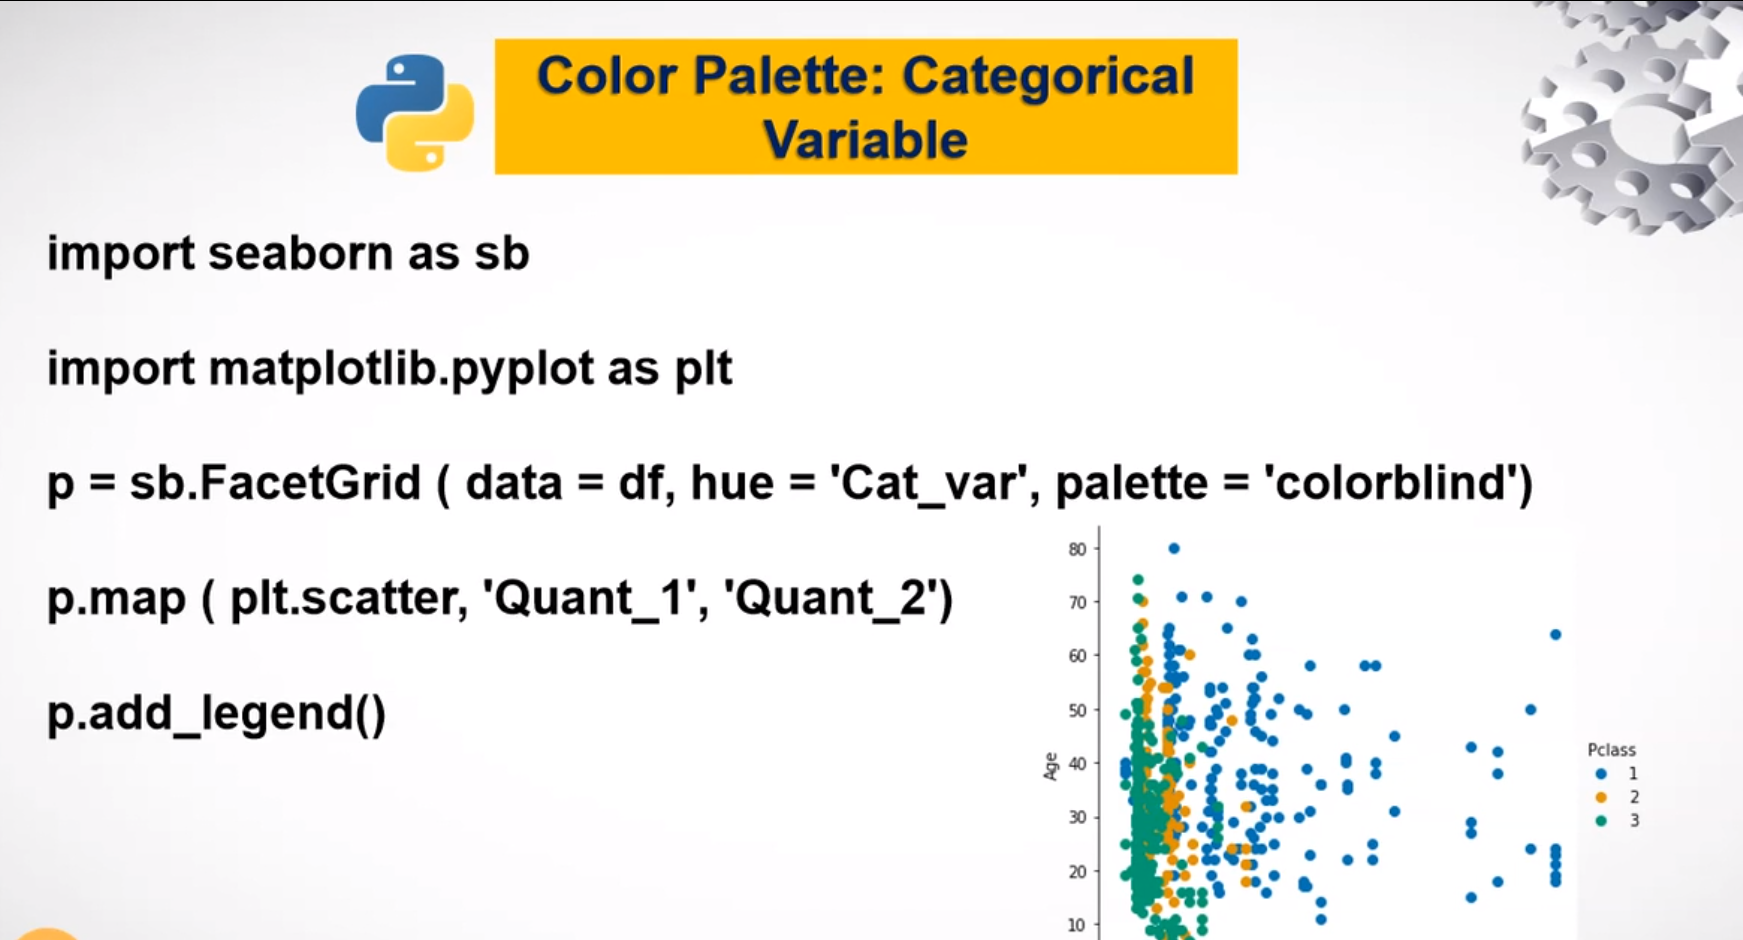 Color Palette: Categorical
Variable
import seaborn as sb
import matplotlib.pyplot as plt
p = sb.FacetGrid ( data = df, hue = 'Cat_var', palette = 'colorblind')
p.map ( plt.scatter, 'Quant_1', 'Quant_2')
p.add_legend()
80
70
60
50
40
30
20
10
Age
Pclass
1
2
3